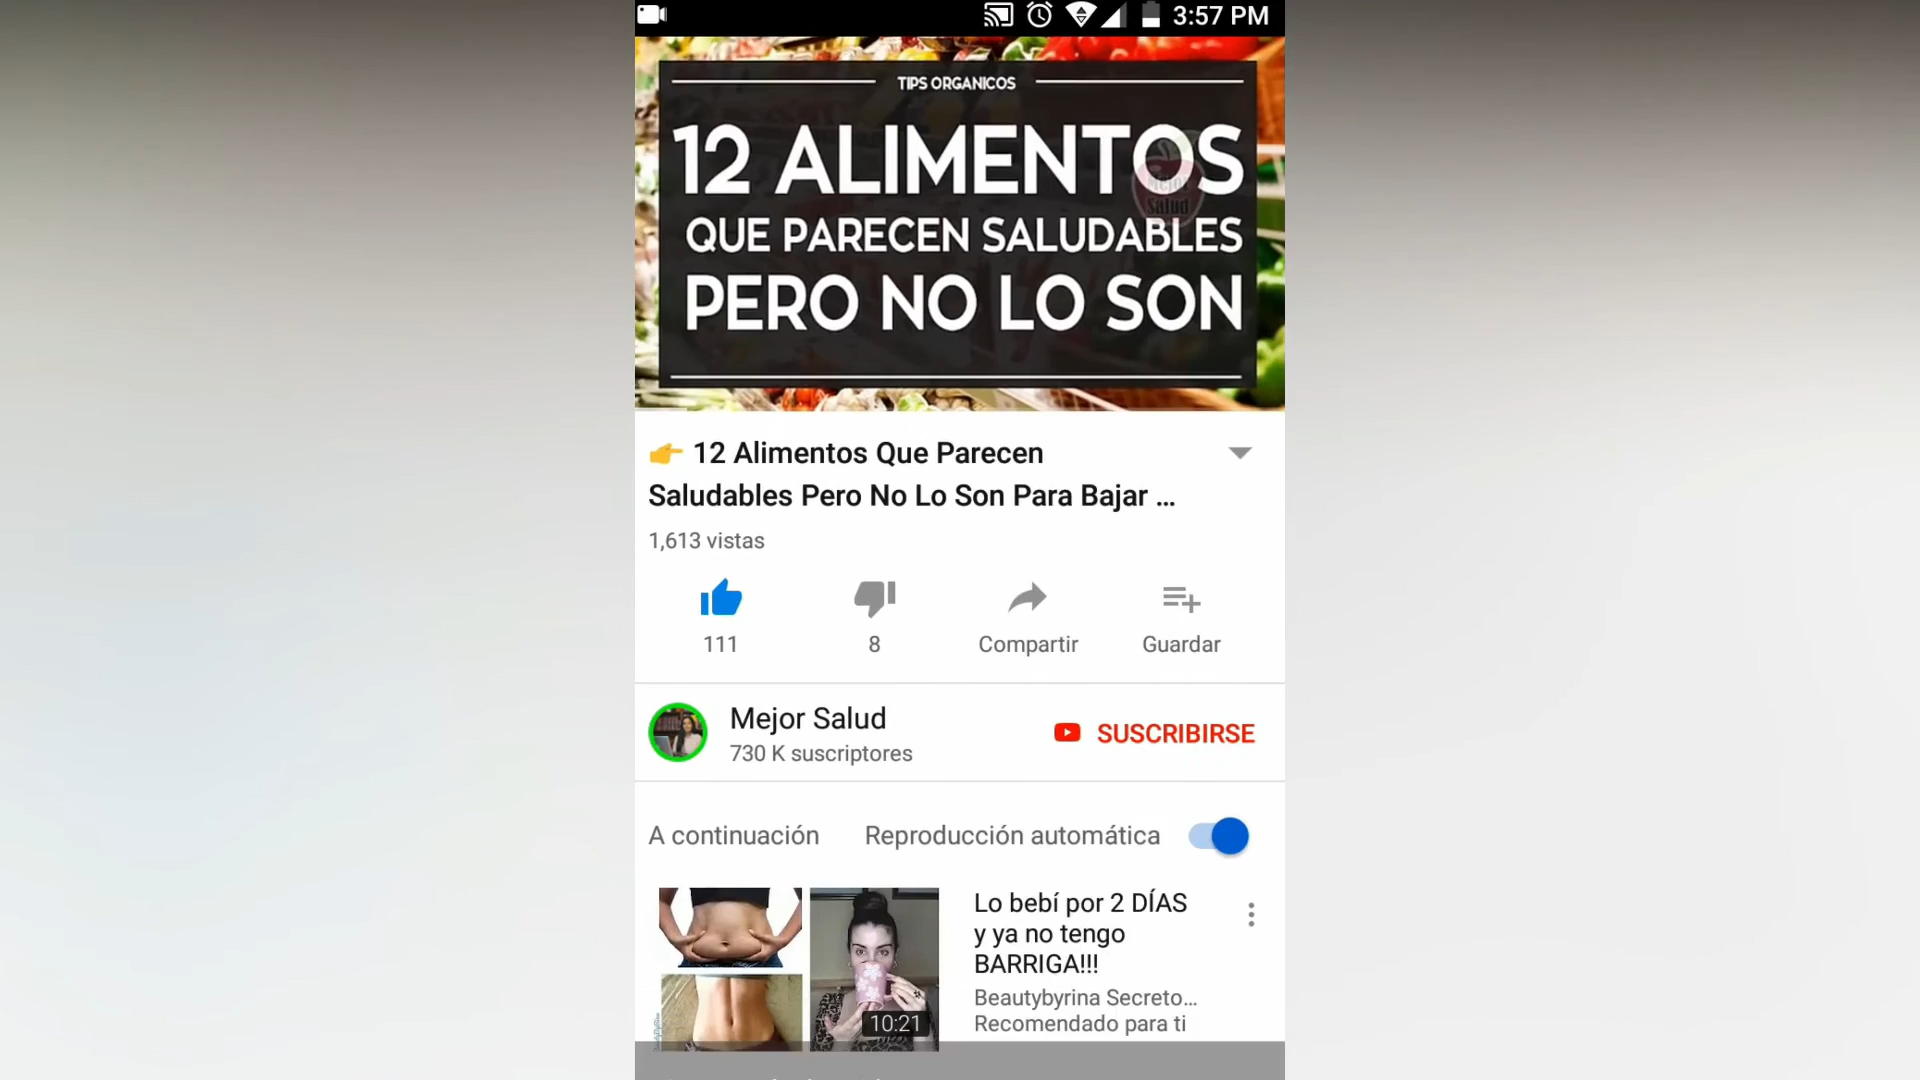 3:57 PM
TIPS ORGANICOS
12 ALIMENTOS
QUE PARECEN SALUDABLES
PERO NO LO SON
Mejor
Salud
👉 12 Alimentos Que Parecen
Saludables Pero No Lo Son Para Bajar ...
1,613 vistas
111
8
Compartir
Guardar
Mejor Salud
730 K suscriptores
SUSCRIBIRSE
A continuación
Reproducción automática
Lo bebí por 2 DÍAS
y ya no tengo
BARRIGA!!!
Beautybyrina Secreto...
Recomendado para ti
10:21